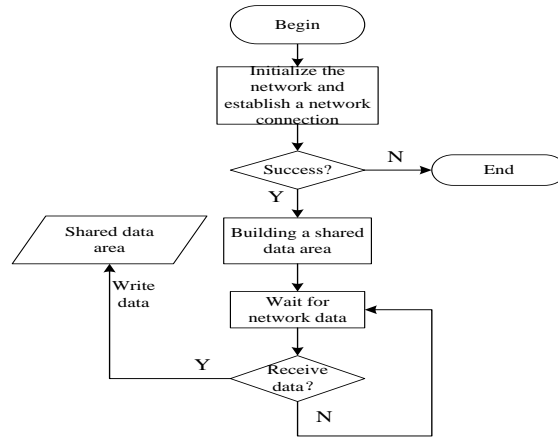 Begin
Initialize the
network and
establish a network
connection
Success?
N
End
Y
Shared data
area
Building a shared
data area
Write
data
Wait for
network data
Y
Receive
data?
N